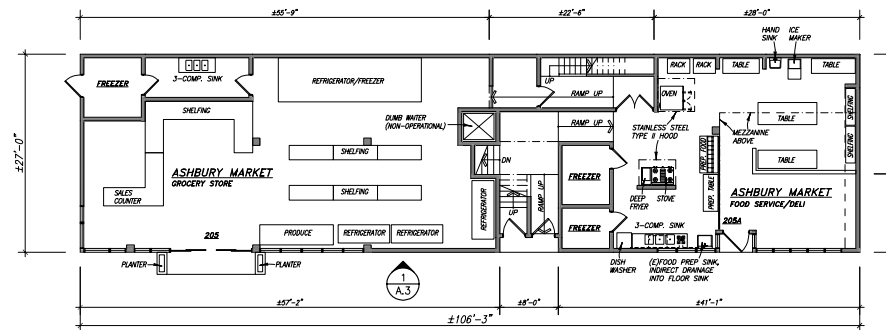 ±55'-9"
±22'-6"
±28'-0"
HAND
SINK
ICE
MAKER
FREEZER
3-COMP. SINK
REFRIGERATOR/FREEZER
UP
RAMP UP
RACK
RACK
TABLE
TABLE
OVEN
SHELFING
DUMB WAITER
(NON-OPERATIONAL)
RAMP UP
STAINLESS STEEL
TYPE II HOOD
TABLE
MEZZANINE
ABOVE
SHELFING
SHELFING
±27'-0"
SHELFING
DN
PREP. FOOD
TABLE
ASHBURY MARKET
GROCERY STORE
FREEZER
DEEP
FRYER
STOVE
PREP. TABLE
ASHBURY MARKET
FOOD SERVICE/DELI
SALES
COUNTER
SHELFING
REFRIGERATOR
UP
RAMP UP
FREEZER
3-COMP. SINK
205A
205
PRODUCE
REFRIGERATOR
REFRIGERATOR
PLANTER
PLANTER
1
A.3
DISH
WASHER
(E)FOOD PREP SINK,
INDIRECT DRAINAGE
INTO FLOOR SINK
±57'-2"
±8'-0"
±41'-1"
±106'-3"